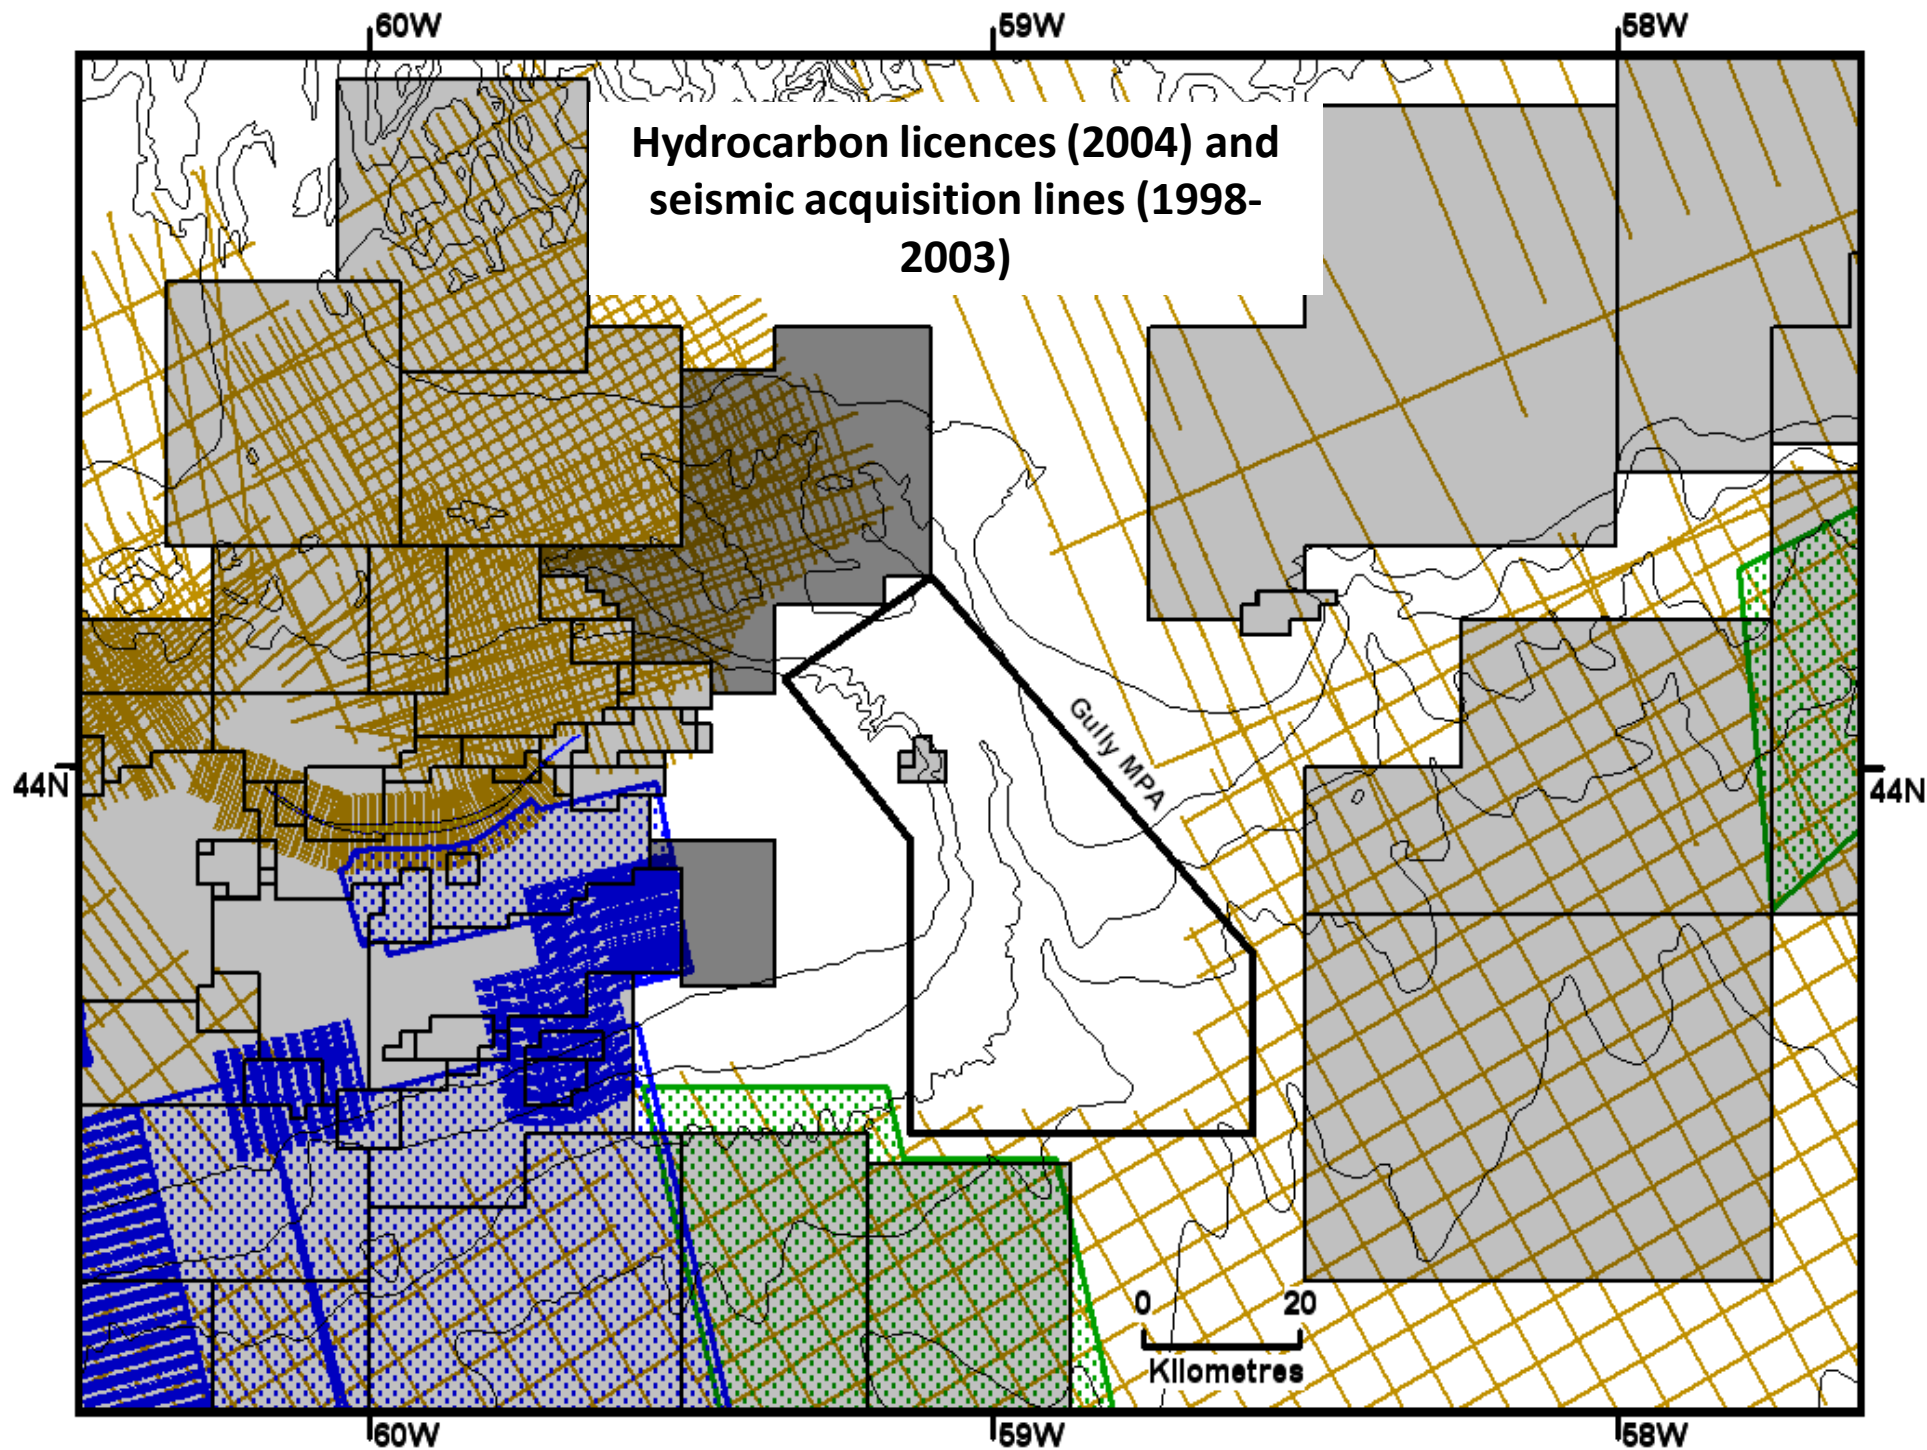 60W
59W
58W
Hydrocarbon licences (2004) and
seismic acquisition lines (1998-
2003)
Gully MPA
44N
44N
0 20
Kilometres
60W
59W
58W